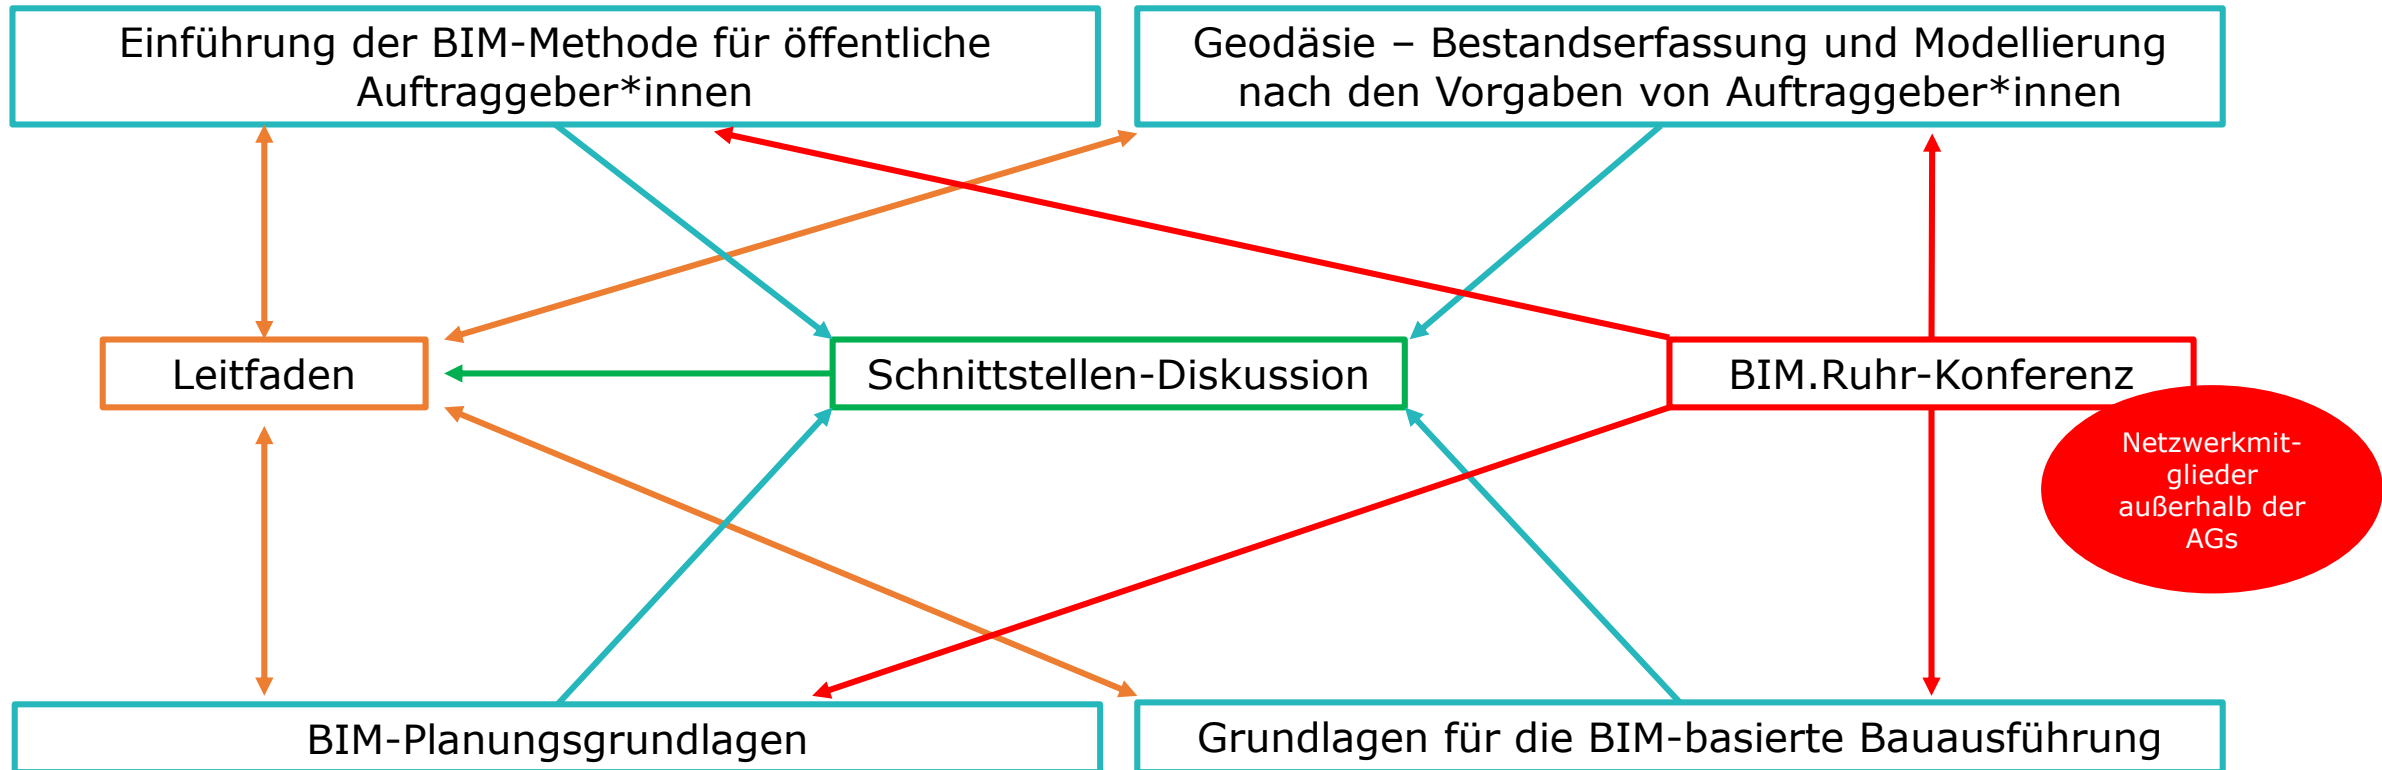 Einführung der BIM-Methode für öffentliche
Auftraggeber*innen
Geodäsie – Bestandserfassung und Modellierung
nach den Vorgaben von Auftraggeber*innen
Leitfaden
Schnittstellen-Diskussion
BIM.Ruhr-Konferenz
Netzwerkmit-
glieder
außerhalb der
AGs
BIM-Planungsgrundlagen
Grundlagen für die BIM-basierte Bauausführung